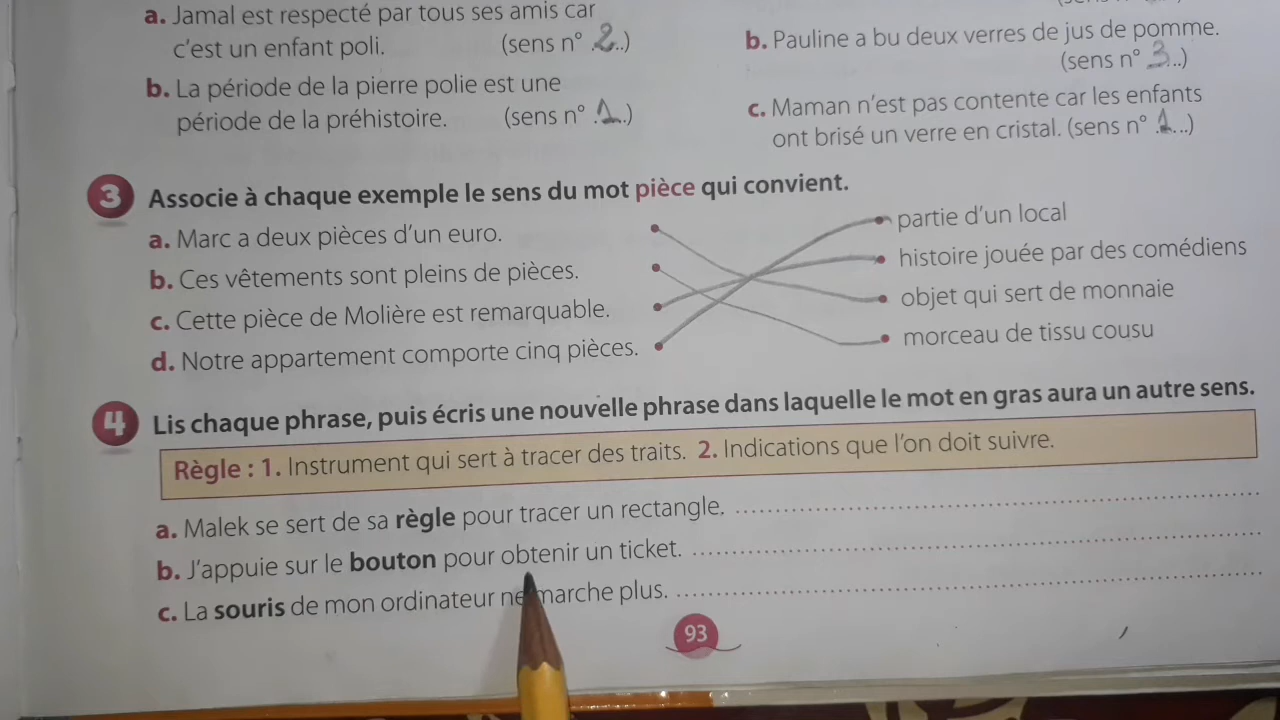 a. Jamal est respecté par tous ses amis car
c'est un enfant poli. (sens n° .2..)
b. La période de la pierre polie est une
période de la préhistoire. (sens n° .1..)
b. Pauline a bu deux verres de jus de pomme.
(sens n° .3...)
c. Maman n'est pas contente car les enfants
ont brisé un verre en cristal. (sens n° .1...)
3 Associe à chaque exemple le sens du mot pièce qui convient.
a. Marc a deux pièces d'un euro.
b. Ces vêtements sont pleins de pièces.
c. Cette pièce de Molière est remarquable.
d. Notre appartement comporte cinq pièces.
partie d'un local
histoire jouée par des comédiens
objet qui sert de monnaie
morceau de tissu cousu
4 Lis chaque phrase, puis écris une nouvelle phrase dans laquelle le mot en gras aura un autre sens.
Règle : 1. Instrument qui sert à tracer des traits. 2. Indications que l'on doit suivre.
a. Malek se sert de sa règle pour tracer un rectangle. ........................................
b. J'appuie sur le bouton pour obtenir un ticket. ........................................
c. La souris de mon ordinateur ne marche plus. ........................................
93